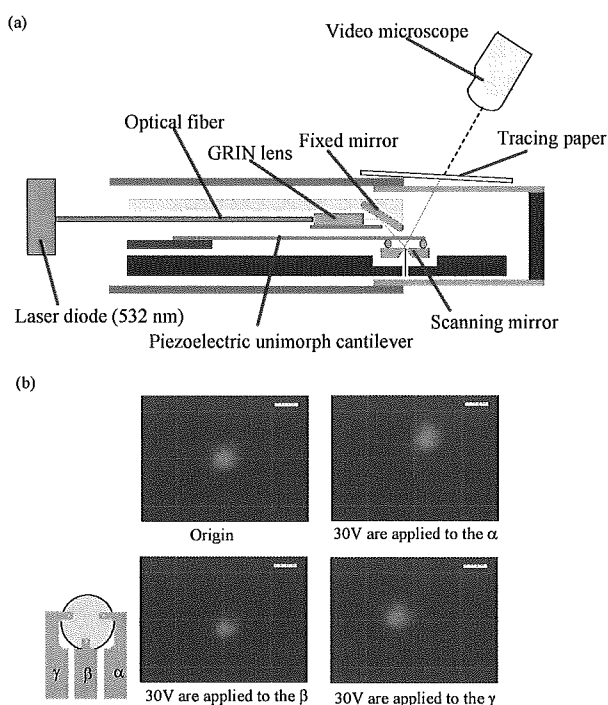 (a)
Video microscope
Optical fiber
GRIN lens
Fixed mirror
Tracing paper
Laser diode (532 nm)
Scanning mirror
Piezoelectric unimorph cantilever
(b)
Origin
30V are applied to the α
γ β α
30V are applied to the β
30V are applied to the γ